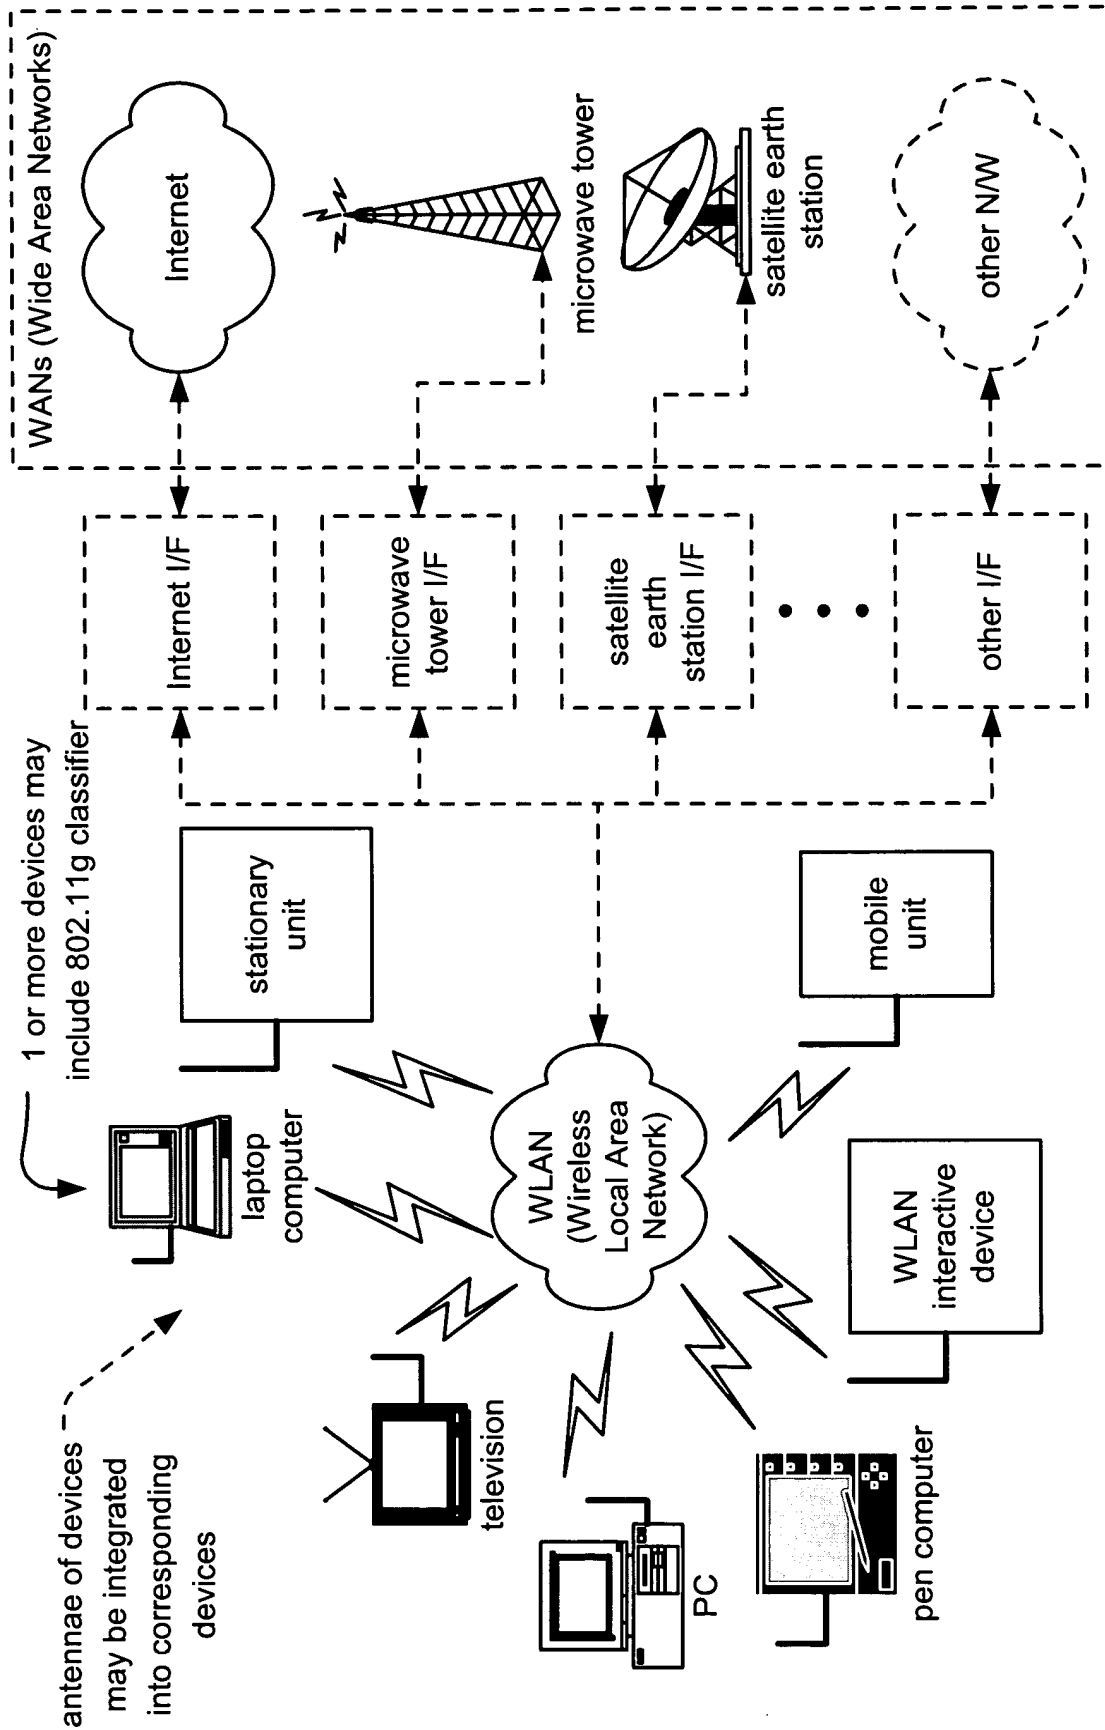 antennae of devices
may be integrated
into corresponding
devices
1 or more devices may
include 802.11g classifier
laptop
computer
stationary
unit
television
PC
pen computer
WLAN
(Wireless
Local Area
Network)
WLAN
interactive
device
mobile
unit
Internet I/F
microwave
tower I/F
satellite
earth
station I/F
other I/F
WANs (Wide Area Networks)
Internet
microwave tower
satellite earth
station
other N/W